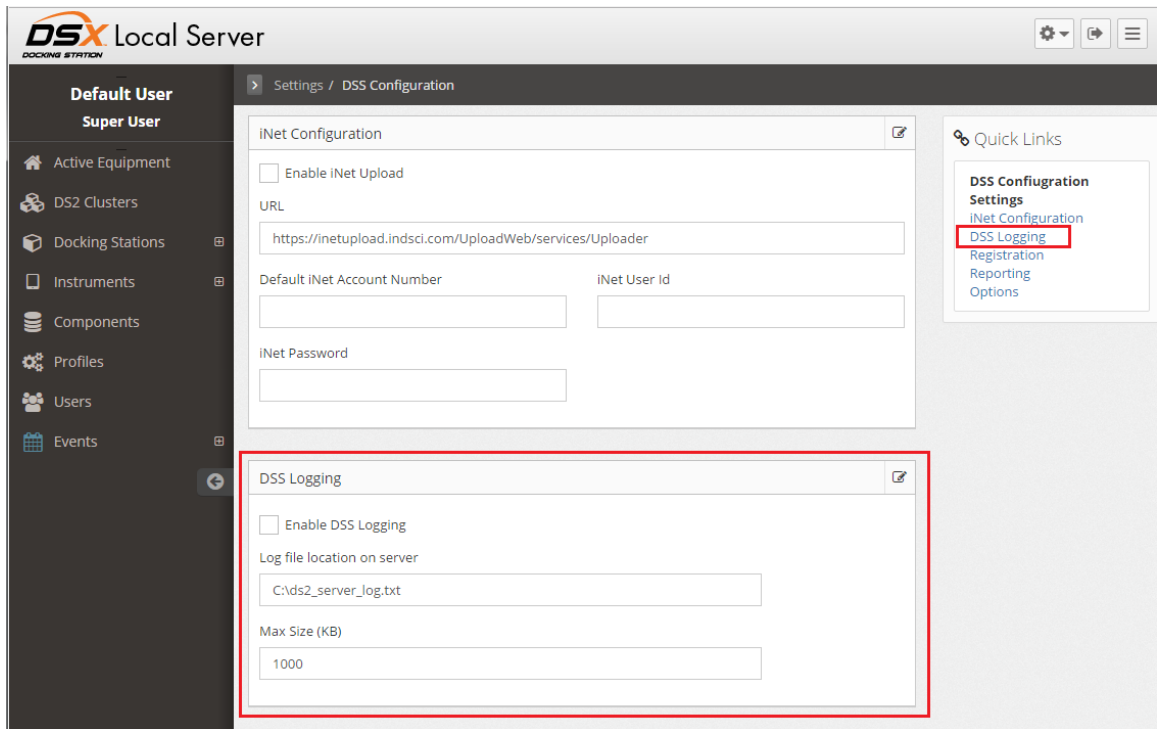 DSX Local Server
DOCKING STATION
Default User
Super User
Active Equipment
DS2 Clusters
Docking Stations
Instruments
Components
Profiles
Users
Events
Settings / DSS Configuration
iNet Configuration
Enable iNet Upload
URL
https://inetupload.indsci.com/UploadWeb/services/Uploader
Default iNet Account Number
iNet User Id
iNet Password
DSS Logging
Enable DSS Logging
Log file location on server
C:\ds2_server_log.txt
Max Size (KB)
1000
Quick Links
DSS Confiugration
Settings
iNet Configuration
DSS Logging
Registration
Reporting
Options